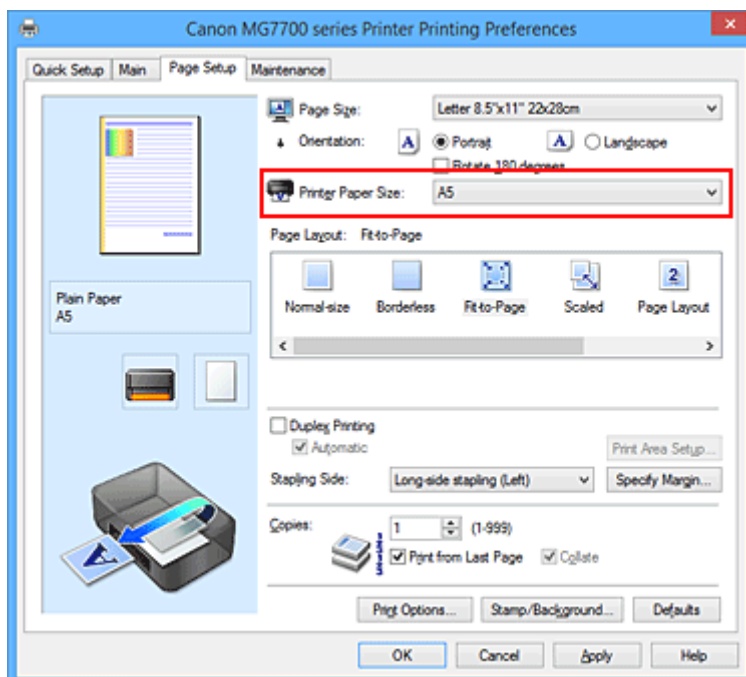 Canon MG7700 series Printer Printing Preferences
Quick Setup Main Page Setup Maintenance
Page Size: Letter 8.5"x11" 22x28cm
Orientation: A Portrait A Landscape
Rotate 180 degrees
Printer Paper Size: A5
Page Layout: Fit-to-Page
2
Normal-size Borderless Fit-to-Page Scaled Page Layout
Plain Paper
A5
Duplex Printing
Automatic
Print Area Setup...
Stapling Side: Long-side stapling (Left) Specify Margin...
Copies: 1 (1-999)
Print from Last Page Collate
A
Print Options... Stamp/Background... Defaults
OK Cancel Apply Help